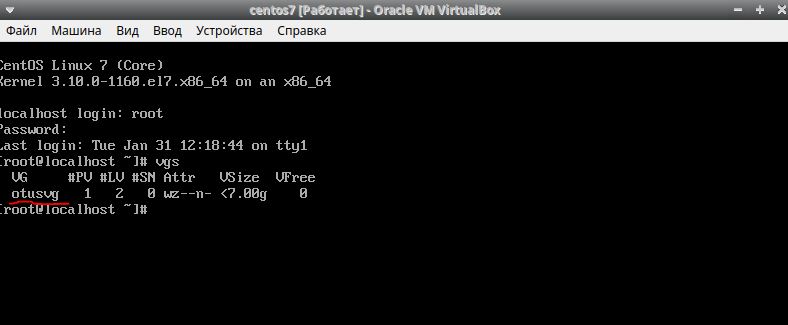 centos7 [Работает] - Oracle VM VirtualBox
Файл Машина Вид Ввод Устройства Справка
CentOS Linux 7 (Core)
Kernel 3.10.0-1160.el7.x86_64 on an x86_64
localhost login: root
Password:
Last login: Tue Jan 31 12:18:44 on tty1
[root@localhost ~]# vgs
VG #PV #LV #SN Attr VSize VFree
otusvg 1 2 0 wz--n- <7.00g 0
[root@localhost ~]#